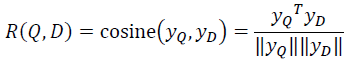 R(Q, D) = cosine(y_Q, y_D) = y_Q^T y_D / ‖y_Q‖‖y_D‖